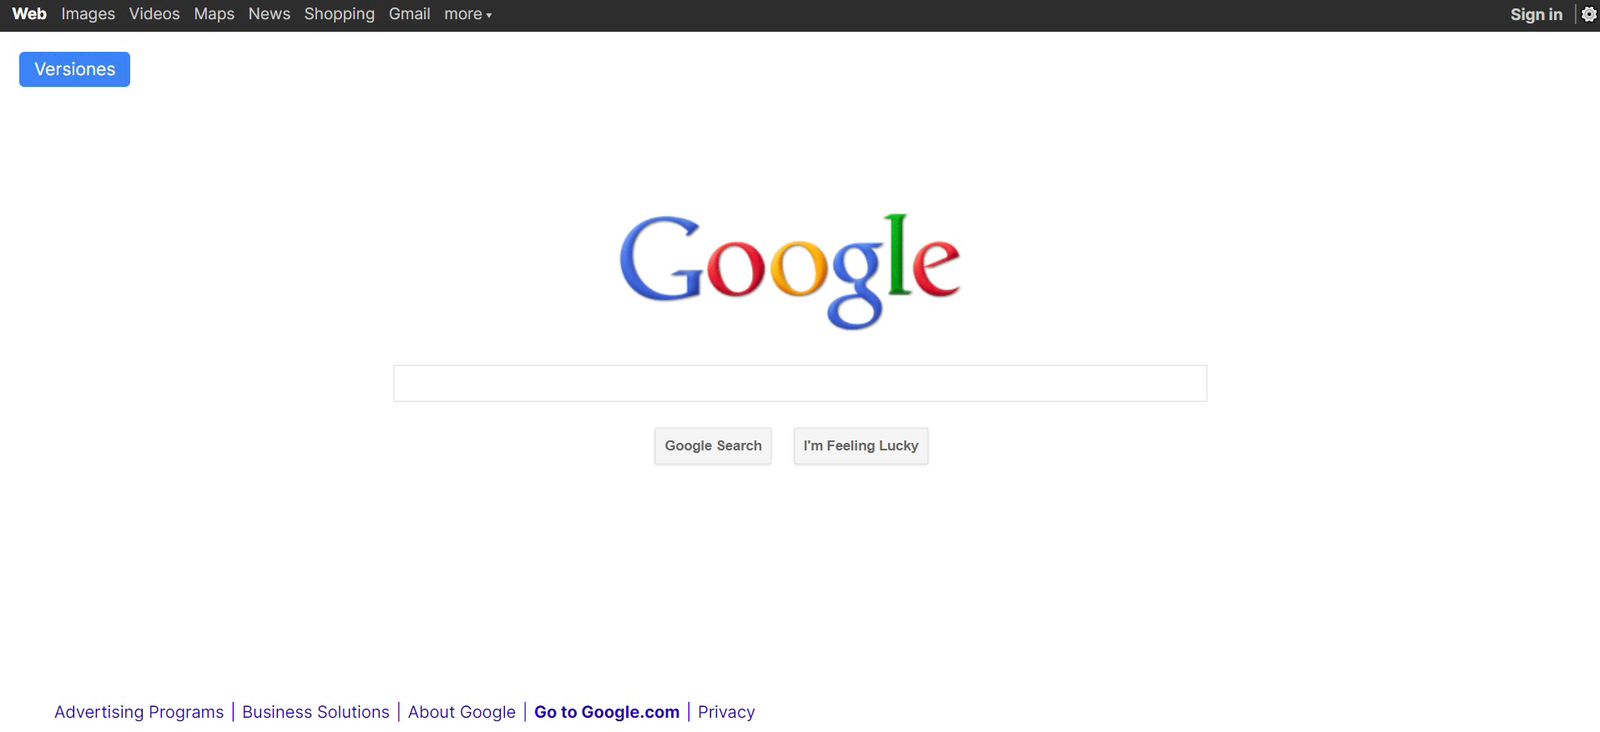 Web Images Videos Maps News Shopping Gmail more Sign in
Versiones
Google
Google Search I'm Feeling Lucky
Advertising Programs | Business Solutions | About Google | Go to Google.com | Privacy